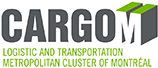 CARGOM
LOGISTIC AND TRANSPORTATION
METROPOLITAN CLUSTER OF MONTRÉAL